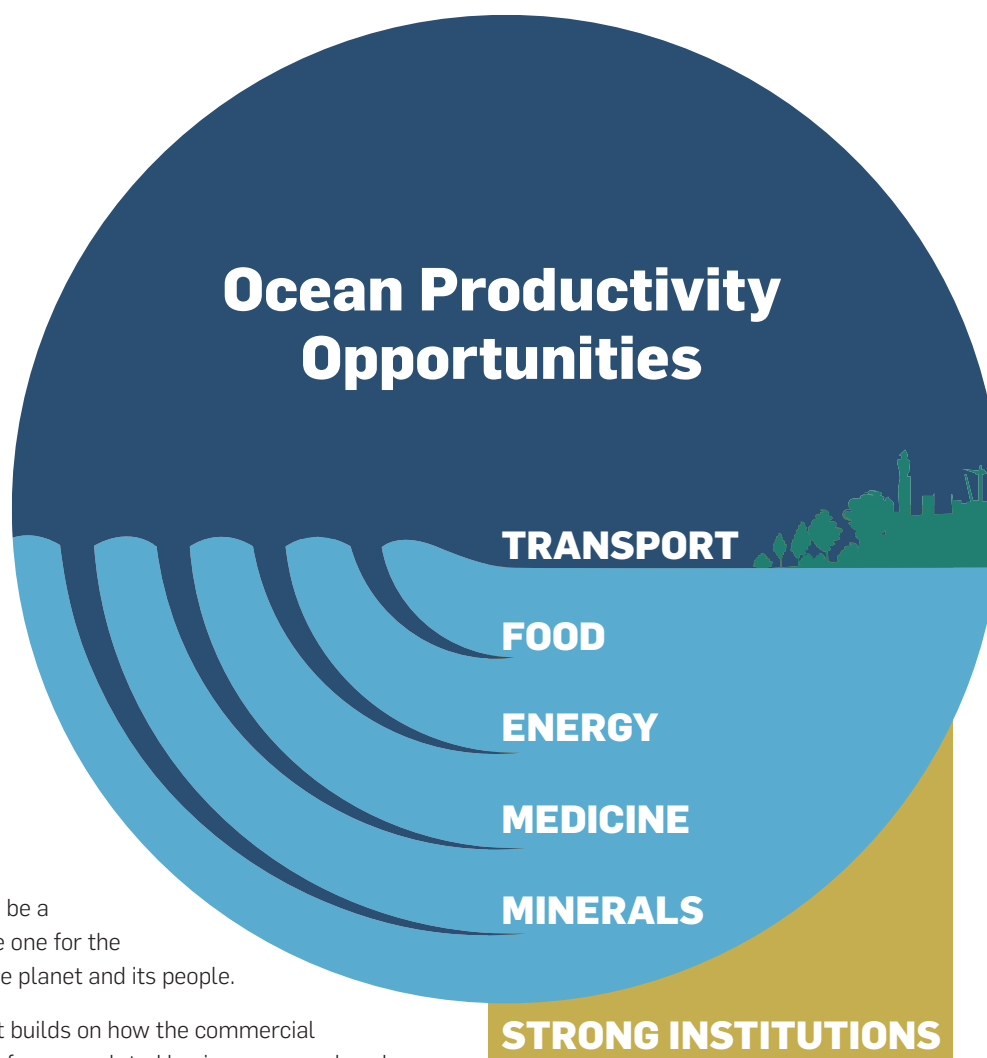 Ocean Productivity
Opportunities
TRANSPORT
FOOD
ENERGY
MEDICINE
MINERALS
be a
one for the
planet and its people.
builds on how the commercial
STRONG INSTITUTIONS